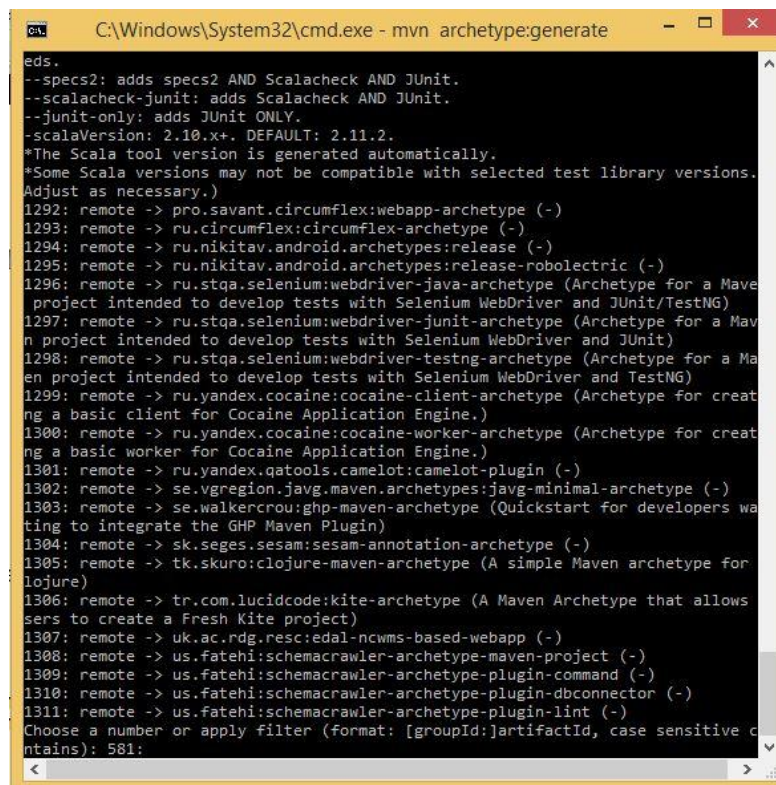 C:\Windows\System32\cmd.exe - mvn archetype:generate
eds.
--specs2: adds specs2 AND Scalacheck AND JUnit.
--scalacheck-junit: adds Scalacheck AND JUnit.
--junit-only: adds JUnit ONLY.
-scalaVersion: 2.10.x+. DEFAULT: 2.11.2.
*The Scala tool version is generated automatically.
*Some Scala versions may not be compatible with selected test library versions.
Adjust as necessary.)
1292: remote -> pro.savant.circumflex:webapp-archetype (-)
1293: remote -> ru.circumflex:circumflex-archetype (-)
1294: remote -> ru.nikitav.android.archetypes:release (-)
1295: remote -> ru.nikitav.android.archetypes:release-robolectric (-)
1296: remote -> ru.stqa.selenium:webdriver-java-archetype (Archetype for a Mave
project intended to develop tests with Selenium WebDriver and JUnit/TestNG)
1297: remote -> ru.stqa.selenium:webdriver-junit-archetype (Archetype for a Mav
n project intended to develop tests with Selenium WebDriver and JUnit)
1298: remote -> ru.stqa.selenium:webdriver-testng-archetype (Archetype for a Ma
en project intended to develop tests with Selenium WebDriver and TestNG)
1299: remote -> ru.yandex.cocaine:cocaine-client-archetype (Archetype for creat
ng a basic client for Cocaine Application Engine.)
1300: remote -> ru.yandex.cocaine:cocaine-worker-archetype (Archetype for creat
ng a basic worker for Cocaine Application Engine.)
1301: remote -> ru.yandex.qatools.camelot:camelot-plugin (-)
1302: remote -> se.vgregion.javg.maven.archetypes:javg-minimal-archetype (-)
1303: remote -> se.walkercrou:ghp-maven-archetype (Quickstart for developers wa
ting to integrate the GHP Maven Plugin)
1304: remote -> sk.seges.sesam:sesam-annotation-archetype (-)
1305: remote -> tk.skuro:clojure-maven-archetype (A simple Maven archetype for
lojure)
1306: remote -> tr.com.lucidcode:kite-archetype (A Maven Archetype that allows
sers to create a Fresh Kite project)
1307: remote -> uk.ac.rdg.resc:edal-ncwms-based-webapp (-)
1308: remote -> us.fatehi:schemacrawler-archetype-maven-project (-)
1309: remote -> us.fatehi:schemacrawler-archetype-plugin-command (-)
1310: remote -> us.fatehi:schemacrawler-archetype-plugin-dbconnector (-)
1311: remote -> us.fatehi:schemacrawler-archetype-plugin-lint (-)
Choose a number or apply filter (format: [groupId:]artifactId, case sensitive c
ntains): 581: